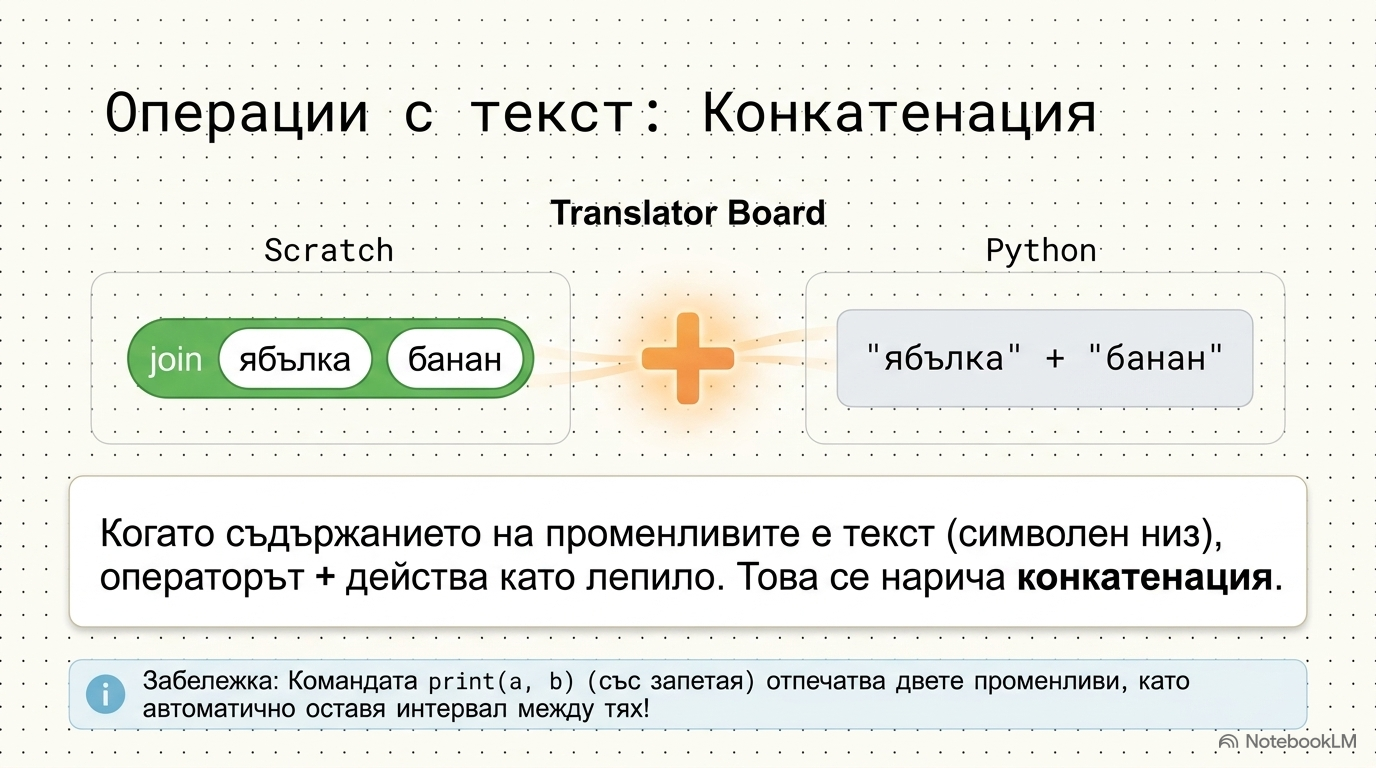 Операции с текст: Конкатенация
Translator Board
Scratch
Python
join ябълка банан
"ябълка" + "банан"
Когато съдържанието на променливите е текст (символен низ),
операторът + действа като лепило. Това се нарича конкатенация.
Забележка: Командата print(a, b) (със запетая) отпечатва двете променливи, като
автоматично оставя интервал между тях!
NotebookLM